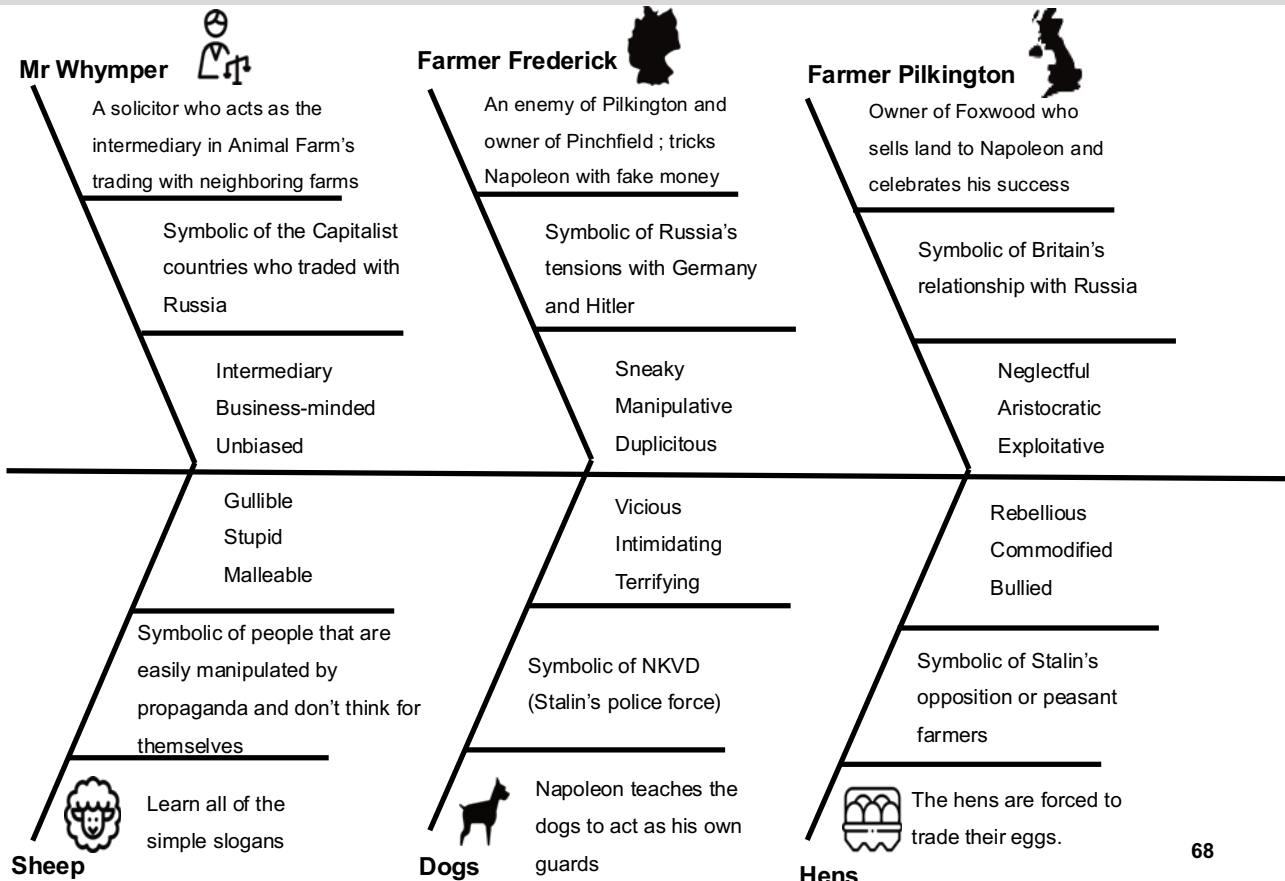 Mr Whymper
A solicitor who acts as the
intermediary in Animal Farm's
trading with neighboring farms
Symbolic of the Capitalist
countries who traded with
Russia
Intermediary
Business-minded
Unbiased
Farmer Frederick
An enemy of Pilkington and
owner of Pinchfield ; tricks
Napoleon with fake money
Symbolic of Russia's
tensions with Germany
and Hitler
Sneaky
Manipulative
Duplicitous
Farmer Pilkington
Owner of Foxwood who
sells land to Napoleon and
celebrates his success
Symbolic of Britain's
relationship with Russia
Neglectful
Aristocratic
Exploitative
Gullible
Stupid
Malleable
Symbolic of people that are
easily manipulated by
propaganda and don't think for
themselves
Learn all of the
simple slogans
Sheep
Vicious
Intimidating
Terrifying
Symbolic of NKVD
(Stalin's police force)
Napoleon teaches the
dogs to act as his own
guards
Dogs
Rebellious
Commodified
Bullied
Symbolic of Stalin's
opposition or peasant
farmers
The hens are forced to
trade their eggs.
Hens
68